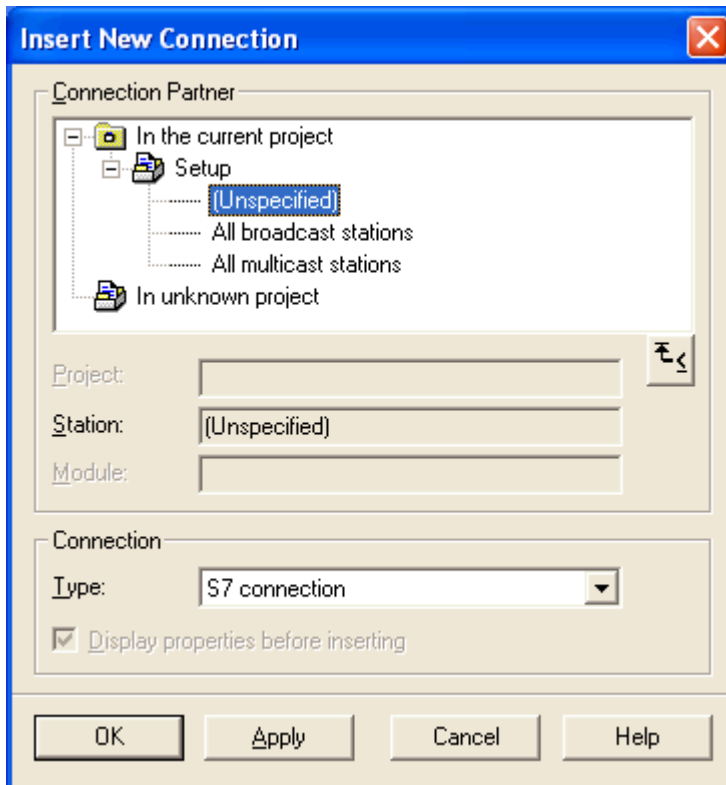 Insert New Connection
Connection Partner
In the current project
Setup
(Unspecified)
All broadcast stations
All multicast stations
In unknown project
Project:
Station: (Unspecified)
Module:
Connection
Type: S7 connection
Display properties before inserting
OK Apply Cancel Help